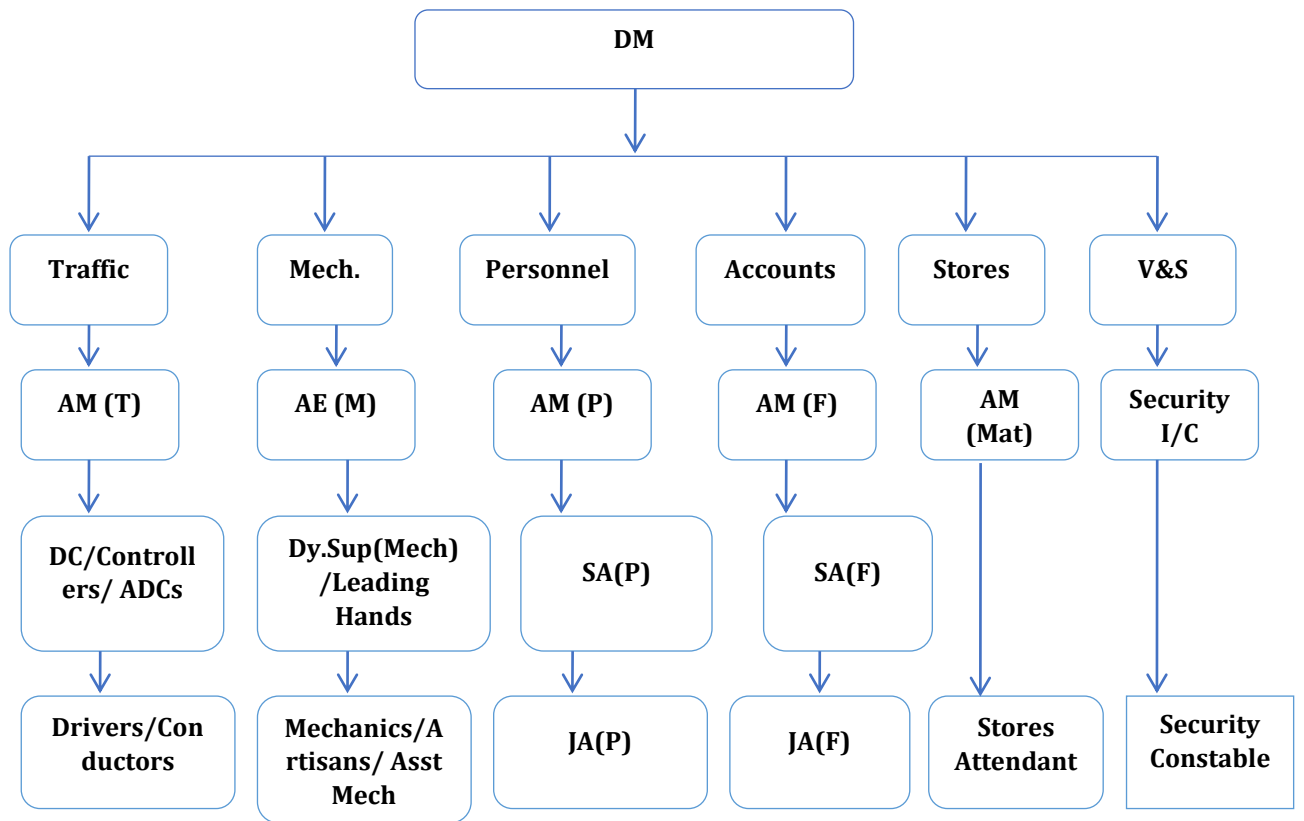 DM
Traffic
Mech.
Personnel
Accounts
Stores
V&S
AM (T)
AE (M)
AM (P)
AM (F)
AM
(Mat)
Security
I/C
DC/Controll
ers/ ADCs
Dy.Sup(Mech)
/Leading
Hands
SA(P)
SA(F)
Drivers/Con
ductors
Mechanics/A
rtisans/ Asst
Mech
JA(P)
JA(F)
Stores
Attendant
Security
Constable